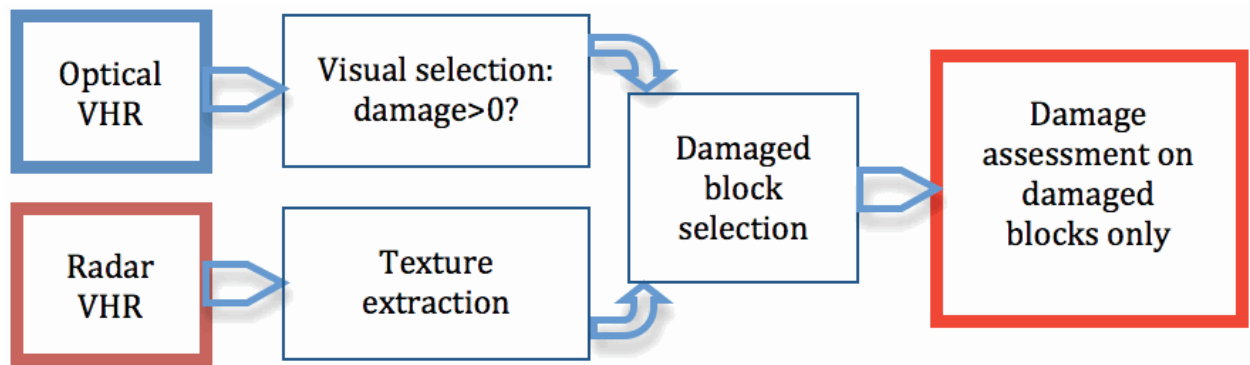 Optical
VHR
Visual selection:
damage>0?
Radar
VHR
Texture
extraction
Damaged
block
selection
Damage
assessment on
damaged
blocks only